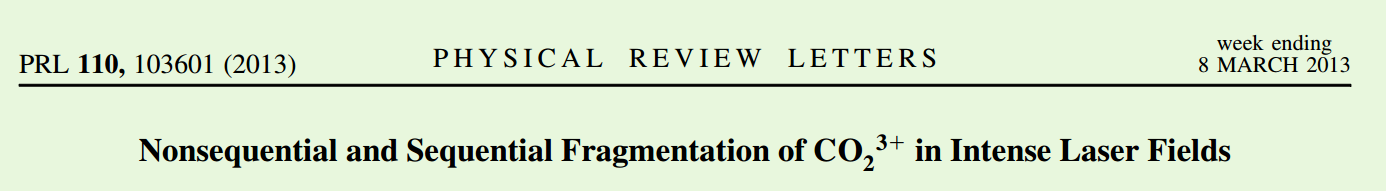 PRL 110, 103601 (2013)
PHYSICAL REVIEW LETTERS
week ending
8 MARCH 2013
Nonsequential and Sequential Fragmentation of CO₂³⁺ in Intense Laser Fields